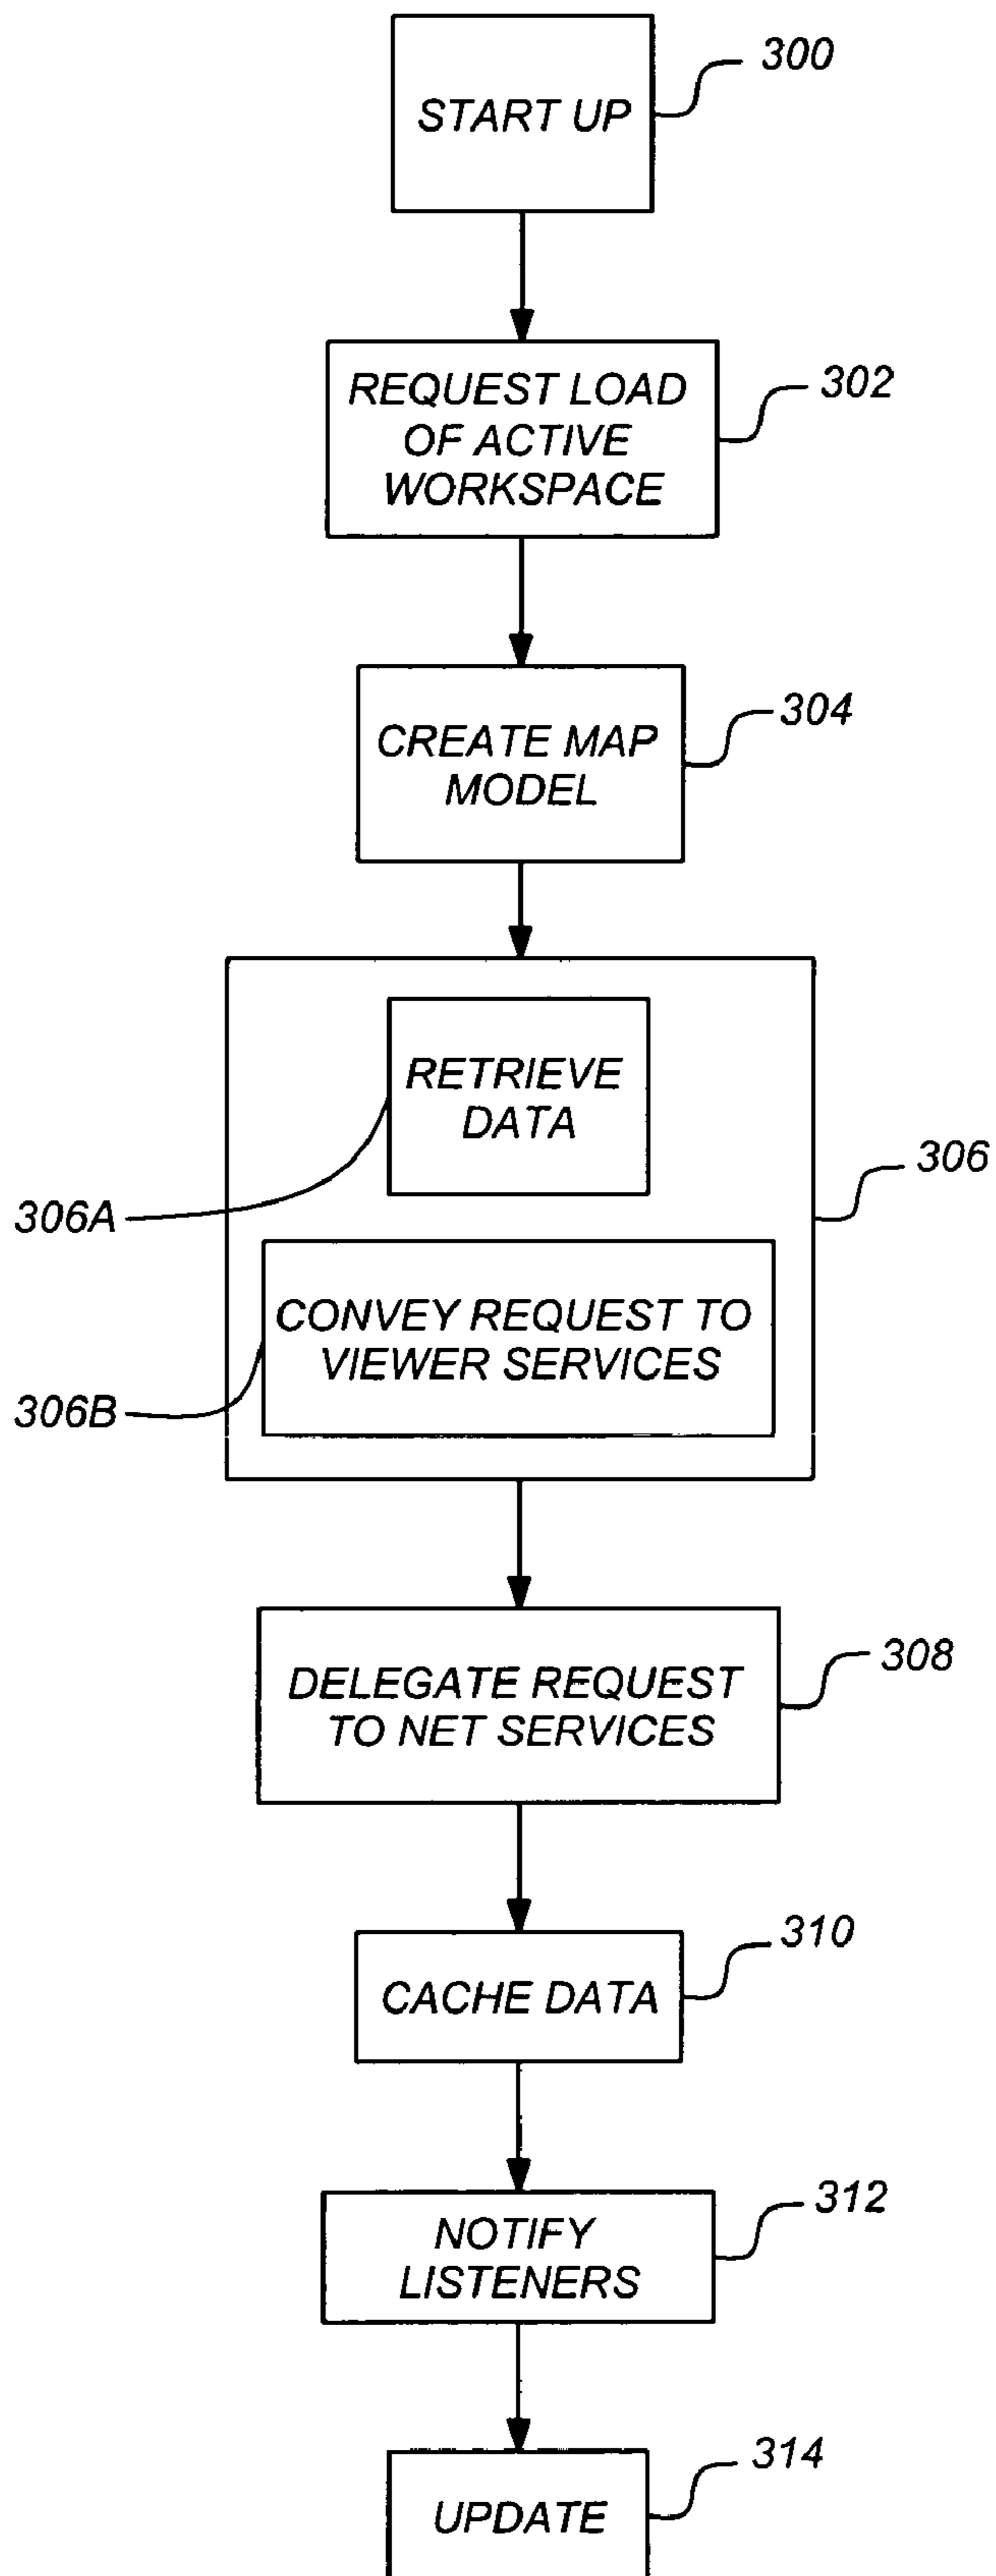 START UP
300
REQUEST LOAD
OF ACTIVE
WORKSPACE
302
CREATE MAP
MODEL
304
RETRIEVE
DATA
306A
306
CONVEY REQUEST TO
VIEWER SERVICES
306B
DELEGATE REQUEST
TO NET SERVICES
308
CACHE DATA
310
NOTIFY
LISTENERS
312
UPDATE
314